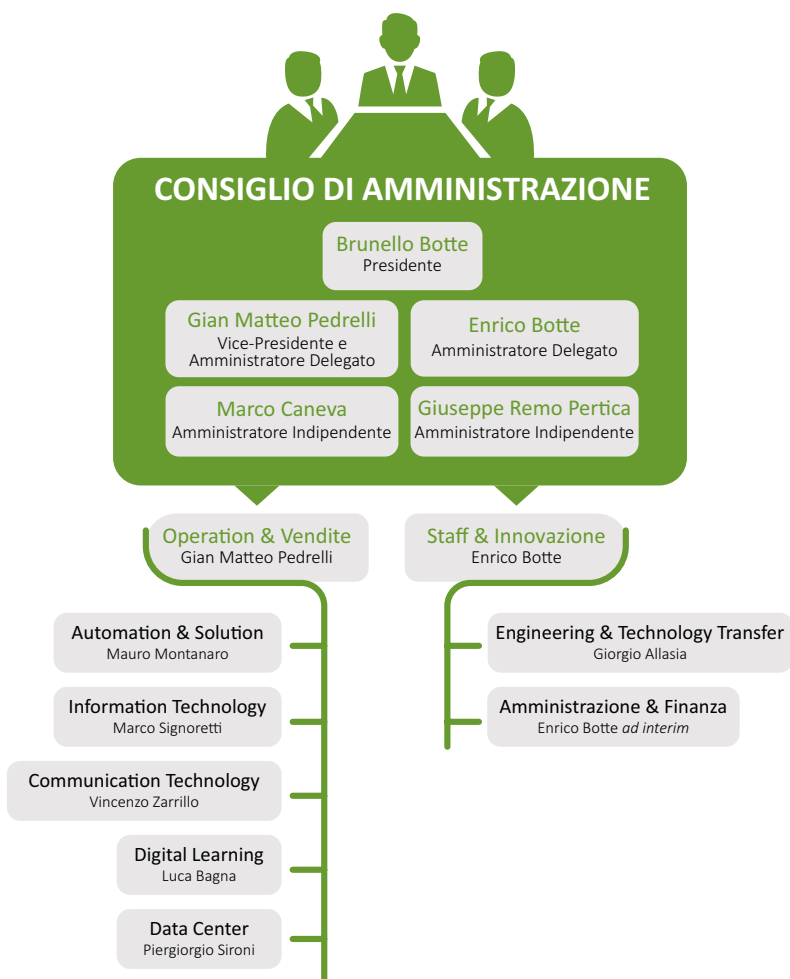 CONSIGLIO DI AMMINISTRAZIONE
Brunello Botte
Presidente
Gian Matteo Pedrelli
Vice-Presidente e
Amministratore Delegato
Enrico Botte
Amministratore Delegato
Marco Caneva
Amministratore Indipendente
Giuseppe Remo Pertica
Amministratore Indipendente
Operation & Vendite
Gian Matteo Pedrelli
Staff & Innovazione
Enrico Botte
Automation & Solution
Mauro Montanaro
Information Technology
Marco Signoretti
Communication Technology
Vincenzo Zarrillo
Digital Learning
Luca Bagna
Data Center
Piergiorgio Sironi
Engineering & Technology Transfer
Giorgio Allasia
Amministrazione & Finanza
Enrico Botte ad interim